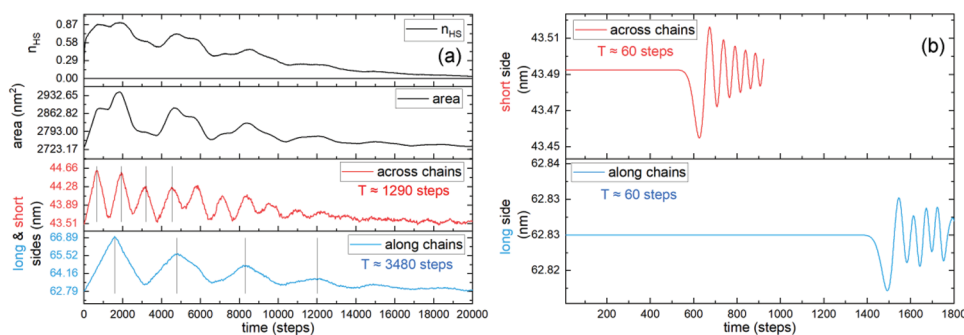 0.87
0.58
0.29
0.00
n_HS
n_HS
(a)
2932.65
2862.82
2793.00
2723.17
area (nm²)
area
44.66
44.28
43.89
43.51
across chains
T ≈ 1290 steps
long & short
sides (nm)
66.89
65.52
64.16
62.79
along chains
T ≈ 3480 steps
0 2000 4000 6000 8000 10000 12000 14000 16000 18000 20000
time (steps)
43.51
43.49
43.47
43.45
short side
(nm)
across chains
T ≈ 60 steps
(b)
62.84
62.83
62.83
62.82
long side
(nm)
along chains
T ≈ 60 steps
200 400 600 800 1000 1200 1400 1600 1800
time (steps)